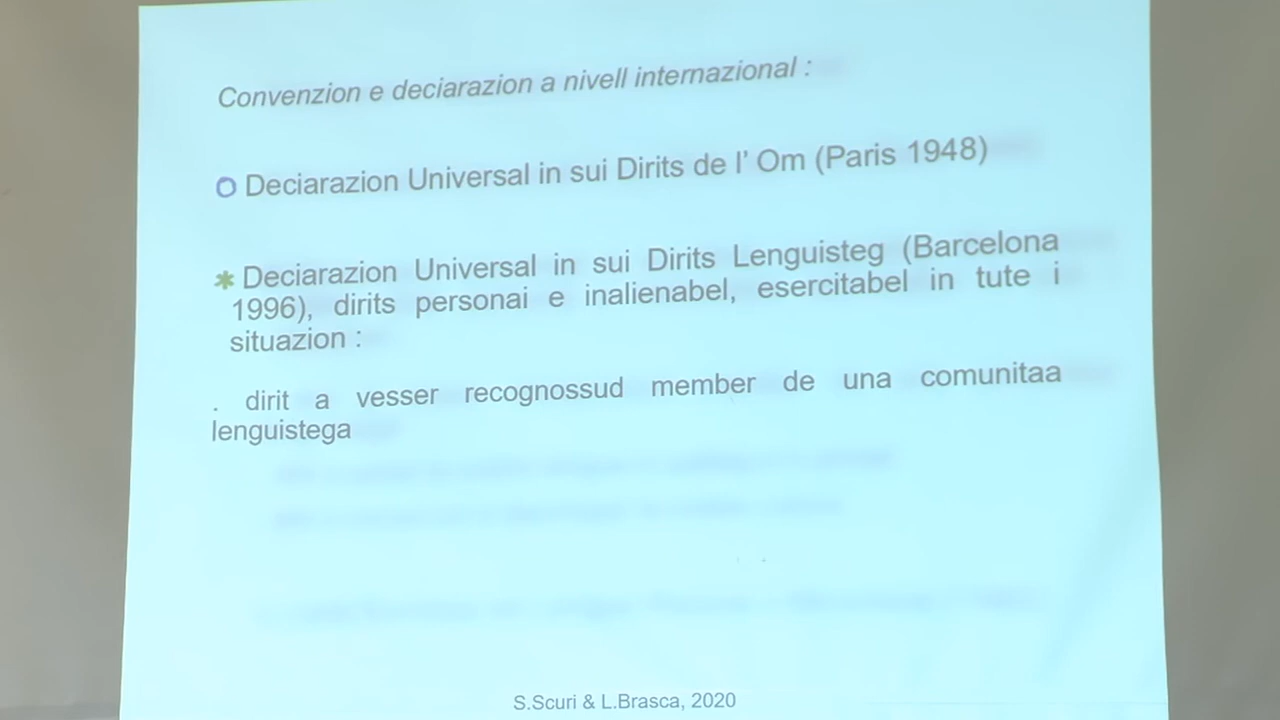 Convenzion e deciarazion a nivell internazional :
Deciarazion Universal in sui Dirits de l’ Om (Paris 1948)
Deciarazion Universal in sui Dirits Lenguisteg (Barcelona
1996), dirits personai e inalienabel, esercitabel in tute i
situazion :
. dirit a vesser recognossud member de una comunitaa
lenguistega
S.Scuri & L.Brasca, 2020